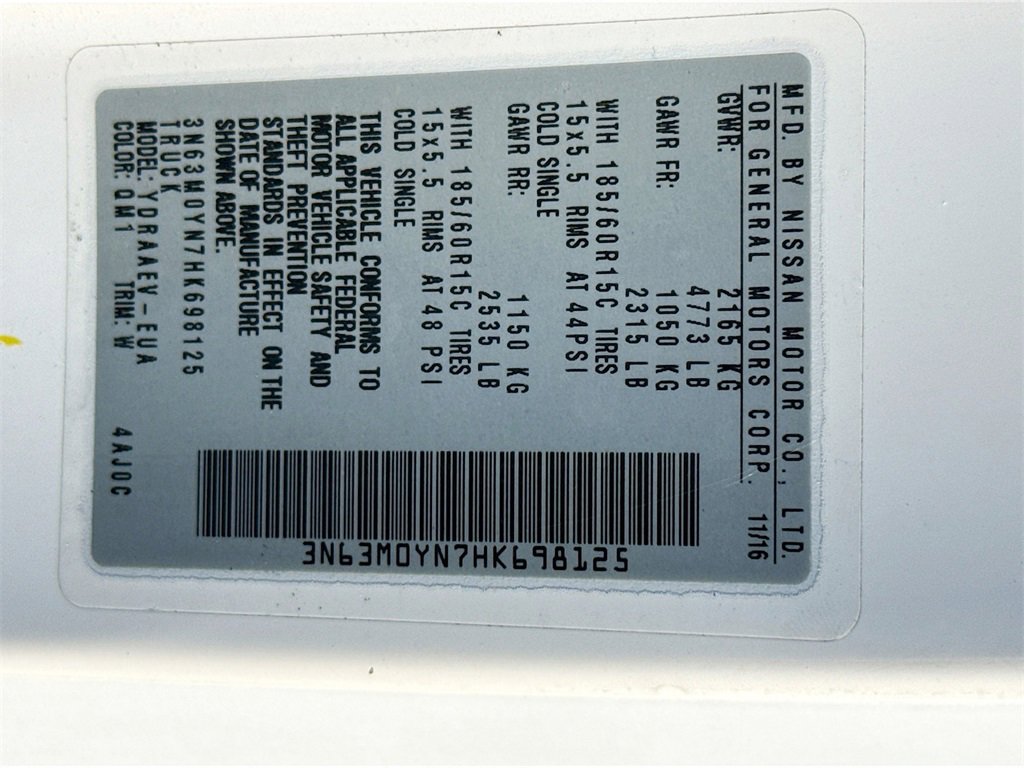 MFD. BY NISSAN MOTOR CO., LTD.
FOR GENERAL MOTORS CORP. 11/16
GVWR: 2165 KG
4773 LB
GAWR FR: 1050 KG
2315 LB
WITH 185/60R15C TIRES
15x5.5 RIMS AT 44PSI
COLD SINGLE
GAWR RR: 1150 KG
2535 LB
WITH 185/60R15C TIRES
15x5.5 RIMS AT 48 PSI
COLD SINGLE
THIS VEHICLE CONFORMS TO
ALL APPLICABLE FEDERAL
MOTOR VEHICLE SAFETY AND
THEFT PREVENTION
STANDARDS IN EFFECT ON THE
DATE OF MANUFACTURE
SHOWN ABOVE.
3N63M0YN7HK698125
TRUCK
MODEL: YDRAAEV-EUA
COLOR: QM1 TRIM: W 4AJ0C
3N63M0YN7HK698125